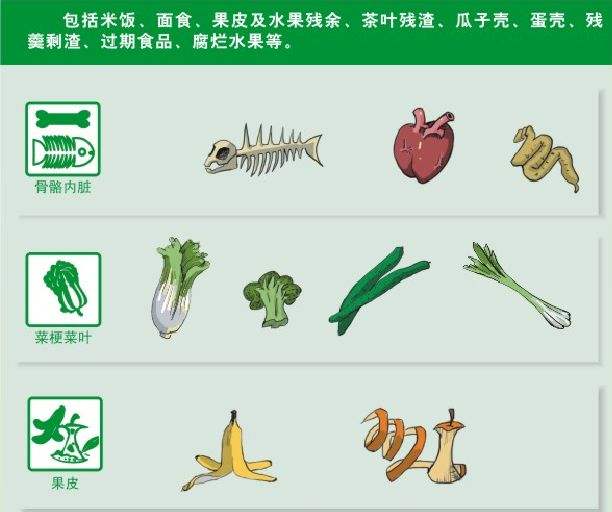 包括米饭、面食、果皮及水果残余、茶叶残渣、瓜子壳、蛋壳、残
羹剩渣、过期食品、腐烂水果等。
骨骼内脏
菜梗菜叶
果皮